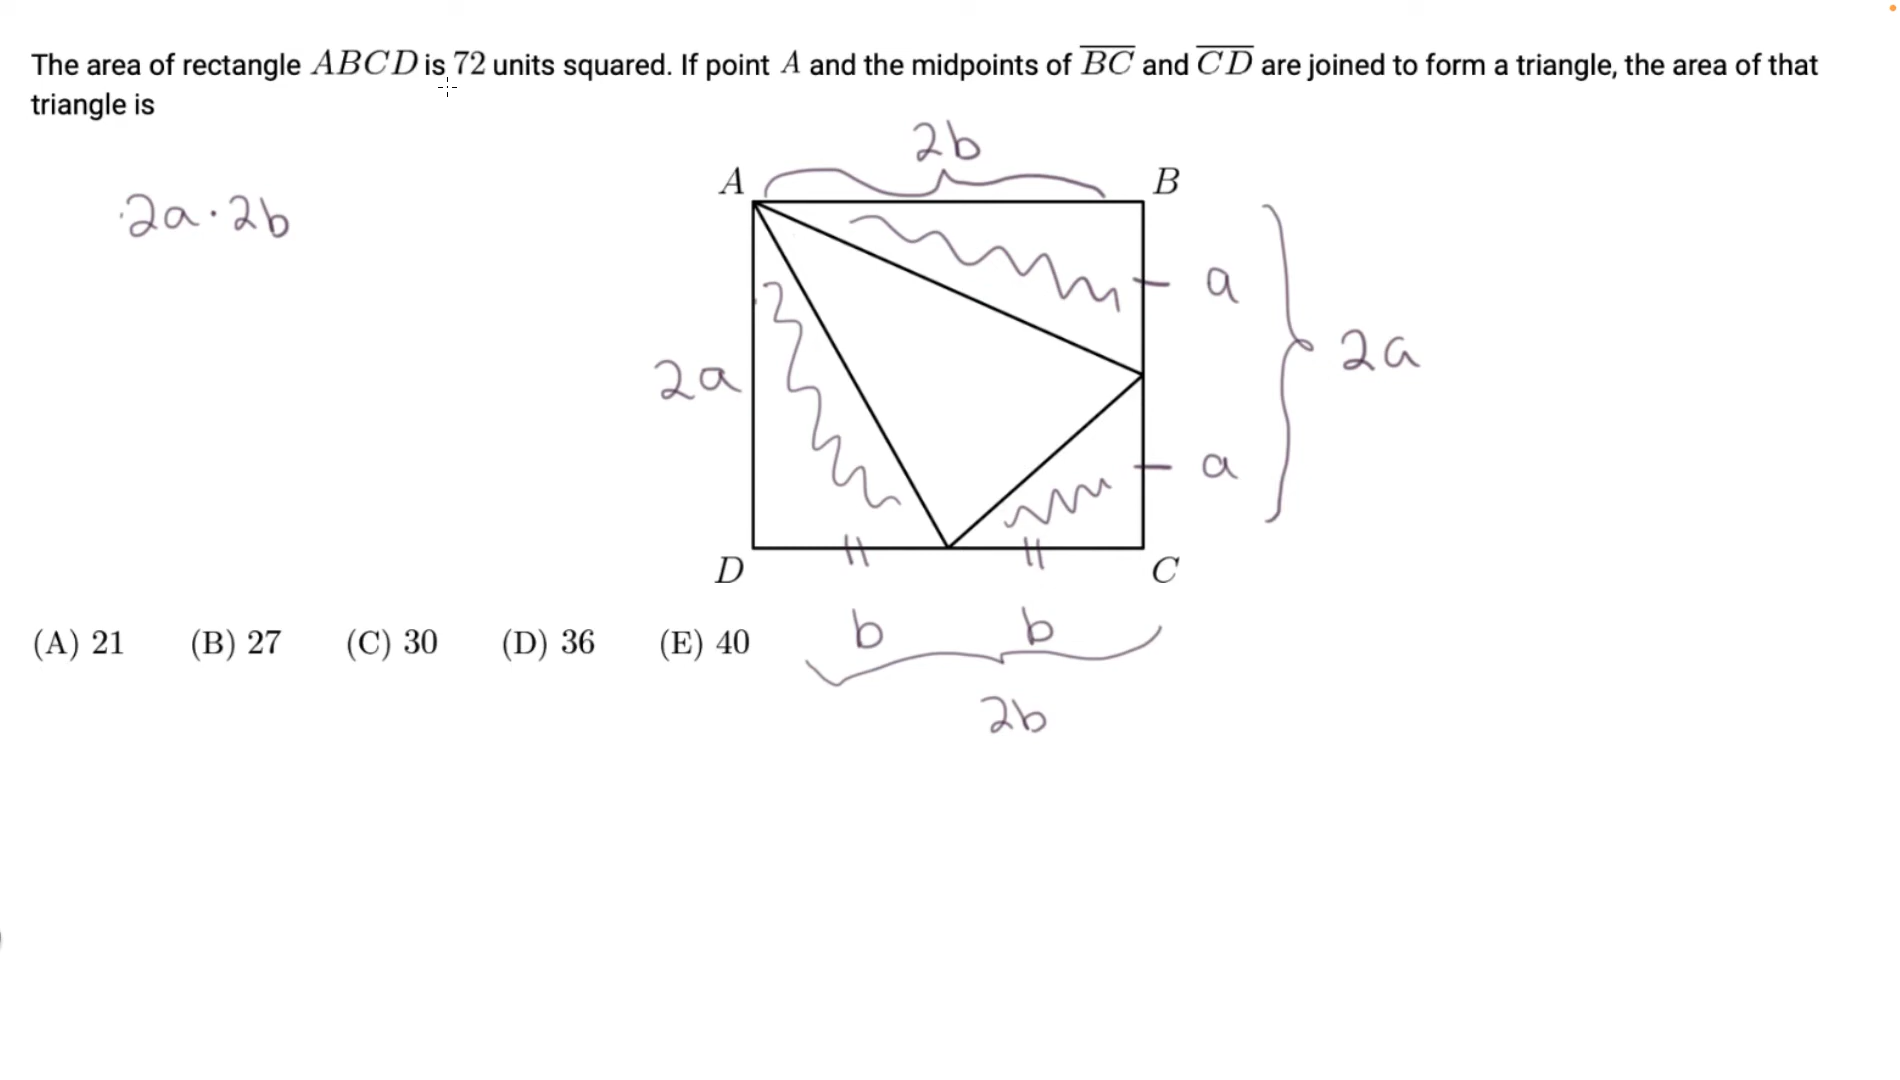 The area of rectangle ABCD is 72 units squared. If point A and the midpoints of BC and CD are joined to form a triangle, the area of that
triangle is
2b
A B
2a·2b
a
2a 2a
a
D C
b b
(A) 21 (B) 27 (C) 30 (D) 36 (E) 40
2b